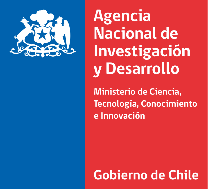 Agencia
Nacional de
Investigación
y Desarrollo
Ministerio de Ciencia,
Tecnología, Conocimiento
e Innovación
Gobierno de Chile